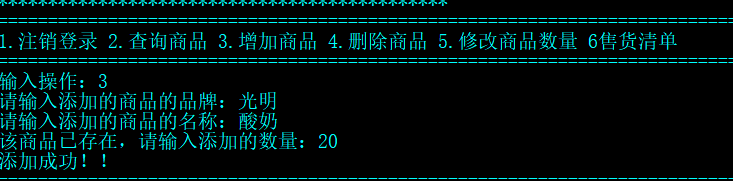 *********************************************
==========================================================================
1.注销登录 2.查询商品 3.增加商品 4.删除商品 5.修改商品数量 6售货清单
==========================================================================
输入操作：3
请输入添加的商品的品牌：光明
请输入添加的商品的名称：酸奶
该商品已存在，请输入添加的数量：20
添加成功！！
==========================================================================